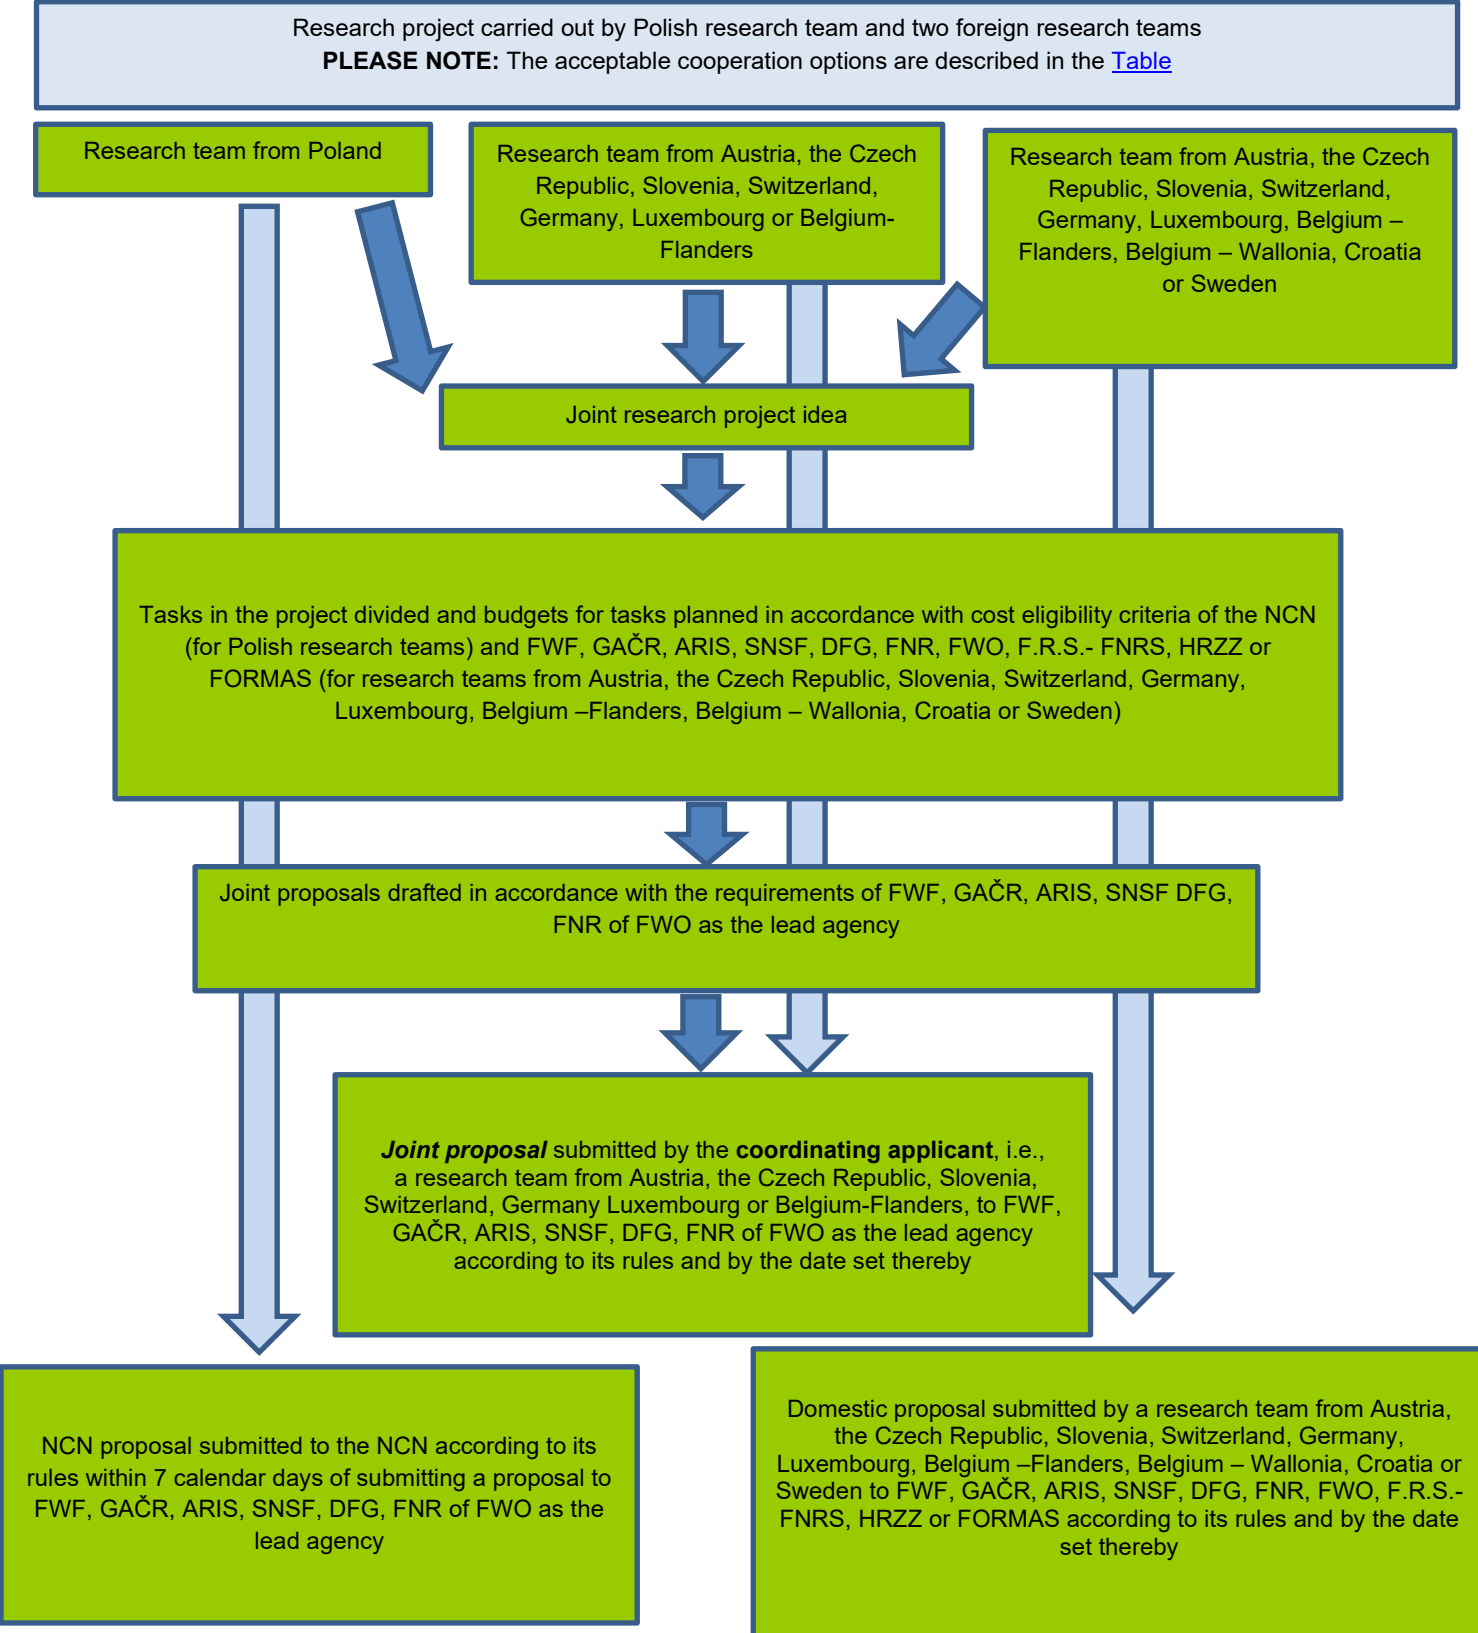 Research project carried out by Polish research team and two foreign research teams
PLEASE NOTE: The acceptable cooperation options are described in the Table
Research team from Poland
Research team from Austria, the Czech
Republic, Slovenia, Switzerland,
Germany, Luxembourg or Belgium-
Flanders
Research team from Austria, the Czech
Republic, Slovenia, Switzerland,
Germany, Luxembourg, Belgium –
Flanders, Belgium – Wallonia, Croatia
or Sweden
Joint research project idea
Tasks in the project divided and budgets for tasks planned in accordance with cost eligibility criteria of the NCN
(for Polish research teams) and FWF, GAČR, ARIS, SNSF, DFG, FNR, FWO, F.R.S.- FNRS, HRZZ or
FORMAS (for research teams from Austria, the Czech Republic, Slovenia, Switzerland, Germany,
Luxembourg, Belgium –Flanders, Belgium – Wallonia, Croatia or Sweden)
Joint proposals drafted in accordance with the requirements of FWF, GAČR, ARIS, SNSF DFG,
FNR of FWO as the lead agency
Joint proposal submitted by the coordinating applicant, i.e.,
a research team from Austria, the Czech Republic, Slovenia,
Switzerland, Germany Luxembourg or Belgium-Flanders, to FWF,
GAČR, ARIS, SNSF, DFG, FNR of FWO as the lead agency
according to its rules and by the date set thereby
NCN proposal submitted to the NCN according to its
rules within 7 calendar days of submitting a proposal to
FWF, GAČR, ARIS, SNSF, DFG, FNR of FWO as the
lead agency
Domestic proposal submitted by a research team from Austria,
the Czech Republic, Slovenia, Switzerland, Germany,
Luxembourg, Belgium –Flanders, Belgium – Wallonia, Croatia or
Sweden to FWF, GAČR, ARIS, SNSF, DFG, FNR, FWO, F.R.S.-
FNRS, HRZZ or FORMAS according to its rules and by the date
set thereby